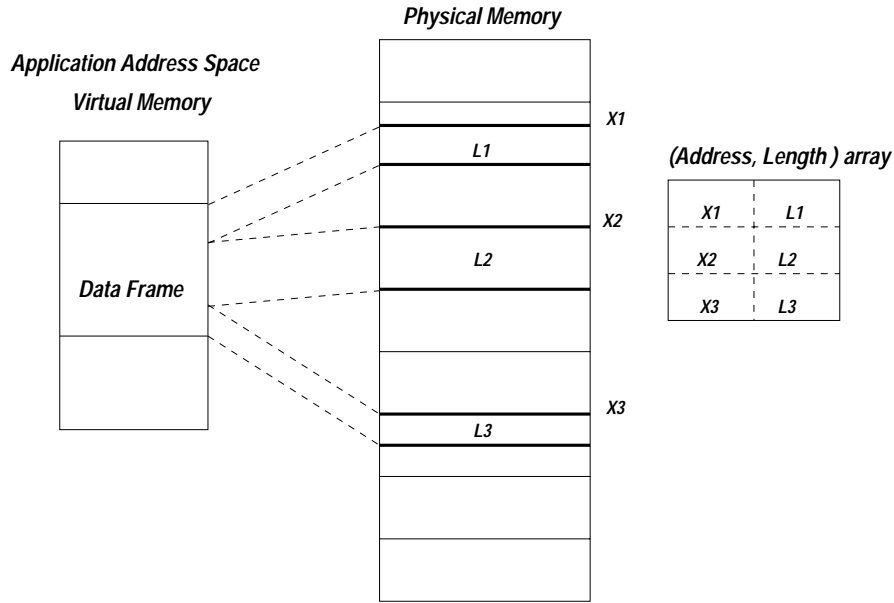 Physical Memory
Application Address Space
Virtual Memory
X1
L1
(Address, Length ) array
X1 L1
X2
X2 L2
L2
Data Frame
X3 L3
X3
L3